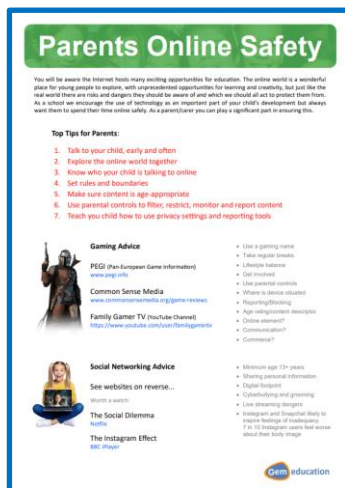 Parents Online Safety
You will be aware the Internet hosts many exciting opportunities for education. The online world is a wonderful
place for young people to explore, with unprecedented opportunities for learning and creativity, but just like the
real world there are risks and dangers they should be aware of and which we should all act to protect them from.
As a school we encourage the use of technology as an important part of your child's development but always
want them to spend their time online safely. As a parent/carer you can play a significant part in ensuring this.
Top Tips for Parents:
1. Talk to your child, early and often
2. Explore the online world together
3. Know who your child is talking to online
4. Set rules and boundaries
5. Make sure content is age-appropriate
6. Use parental controls to filter, restrict, monitor and report content
7. Teach you child how to use privacy settings and reporting tools
Gaming Advice
PEGI (Pan-European Game Information)
www.pegi.info
Common Sense Media
www.commonsensemedia.org/game-reviews
Family Gamer TV (YouTube Channel)
https://www.youtube.com/user/familygamertv
Use a gaming name
Take regular breaks
Lifestyle balance
Get involved
Use parental controls
Where is device situated
Reporting/Blocking
Age rating/content descriptor
Online element?
Communication?
Commerce?
Social Networking Advice
See websites on reverse...
Worth a watch:
The Social Dilemma
Netflix
The Instagram Effect
BBC iPlayer
Minimum age 13+ years
Sharing personal information
Digital footprint
Cyberbullying and grooming
Live streaming dangers
Instagram and Snapchat likely to
inspire feelings of inadequacy.
7 in 10 Instagram users feel worse
about their body image
Gem education